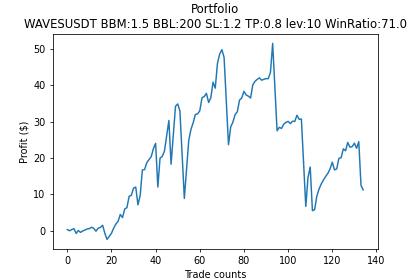 Portfolio
WAVESUSDT BBM:1.5 BBL:200 SL:1.2 TP:0.8 lev:10 WinRatio:71.0
50
40
30
20
10
0
Profit ($)
0 20 40 60 80 100 120 140
Trade counts